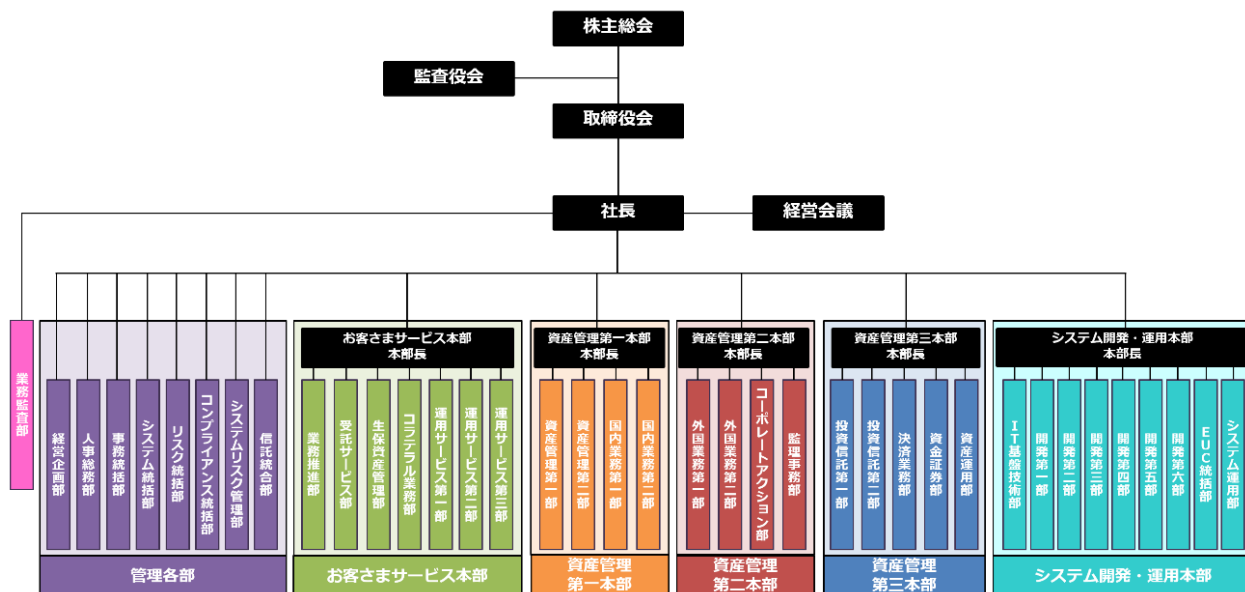 株主総会
監査役会
取締役会
社長
経営会議
業務監査部
経営企画部
人事総務部
事務統括部
システム統括部
リスク統括部
コンプライアンス統括部
システムリスク管理部
信託統合部
管理各部
お客さまサービス本部
本部長
業務推進部
受託サービス部
生保資産管理部
コラテラル業務部
運用サービス第一部
運用サービス第二部
運用サービス第三部
お客さまサービス本部
資産管理第一本部
本部長
資産管理第一部
資産管理第二部
国内業務第一部
国内業務第二部
資産管理
第一本部
資産管理第二本部
本部長
外国業務第一部
外国業務第二部
コーポレートアクション部
監理事務部
資産管理
第二本部
資産管理第三本部
本部長
投資信託第一部
投資信託第二部
決済業務部
資金証券部
資産運用部
資産管理
第三本部
システム開発・運用本部
本部長
IT基盤技術部
開発第一部
開発第二部
開発第三部
開発第四部
開発第五部
開発第六部
EUC統括部
システム運用部
システム開発・運用本部